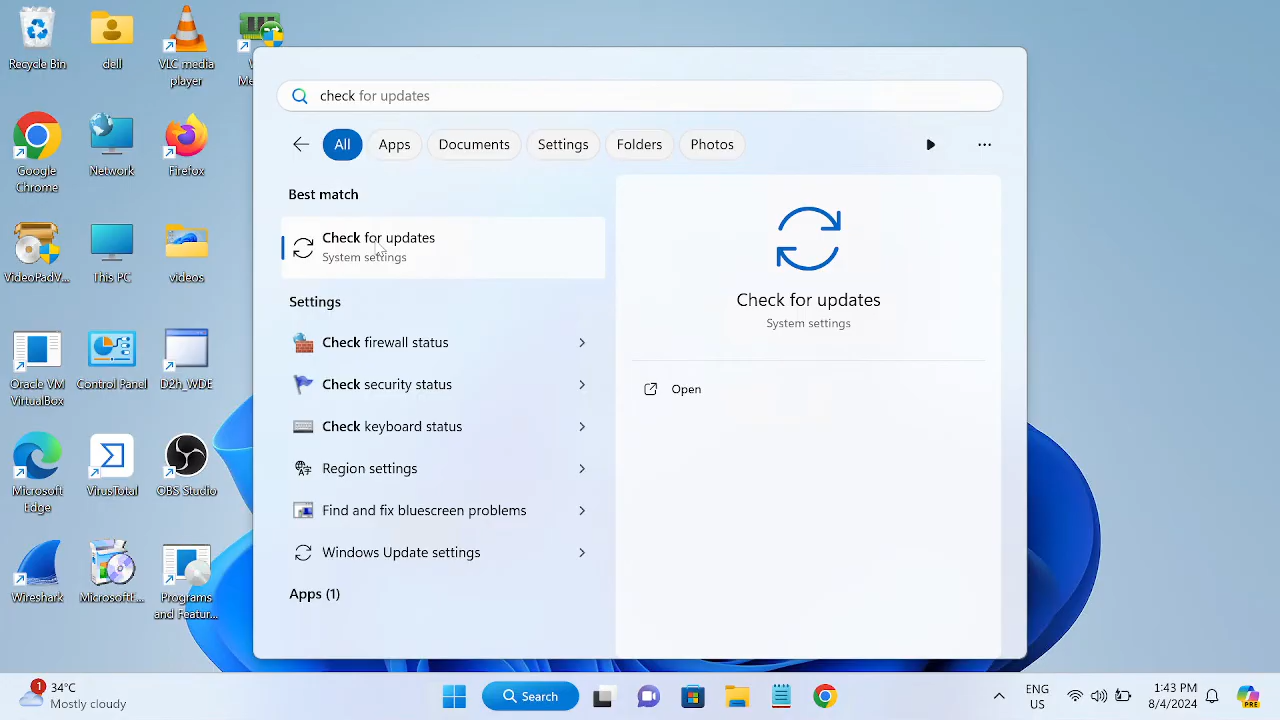 Recycle Bin
dell
VLC media
player
Google
Chrome
Network
Firefox
VideoPadV...
This PC
videos
Oracle VM
VirtualBox
Control Panel
D2h_WDE
Microsoft
Edge
VirusTotal
OBS Studio
Wireshark
MicrosoftE...
Programs
and Featur...
check for updates
All
Apps
Documents
Settings
Folders
Photos
Best match
Check for updates
System settings
Settings
Check firewall status
Check security status
Check keyboard status
Region settings
Find and fix bluescreen problems
Windows Update settings
Apps (1)
Check for updates
System settings
Open
1
34°C
Mostly cloudy
Search
ENG
US
1:43 PM
8/4/2024
PRE